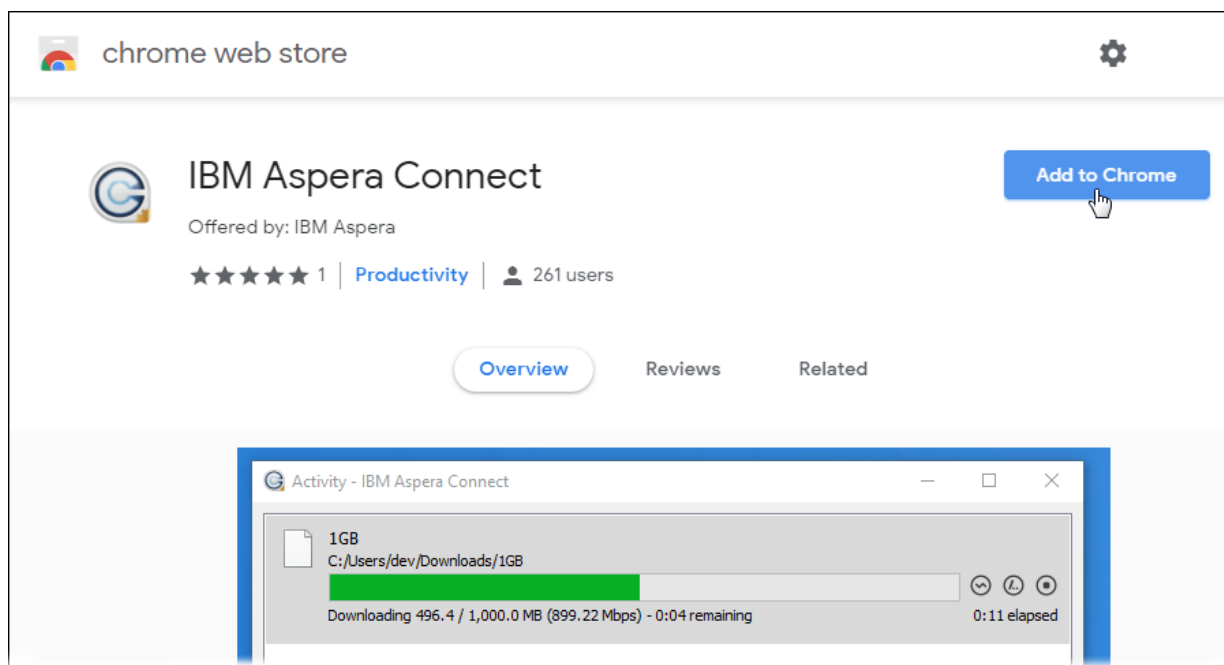 chrome web store
IBM Aspera Connect
Add to Chrome
Offered by: IBM Aspera
1 Productivity 261 users
Overview Reviews Related
Activity - IBM Aspera Connect
1GB
C:/Users/dev/Downloads/1GB
Downloading 496.4 / 1,000.0 MB (899.22 Mbps) - 0:04 remaining 0:11 elapsed